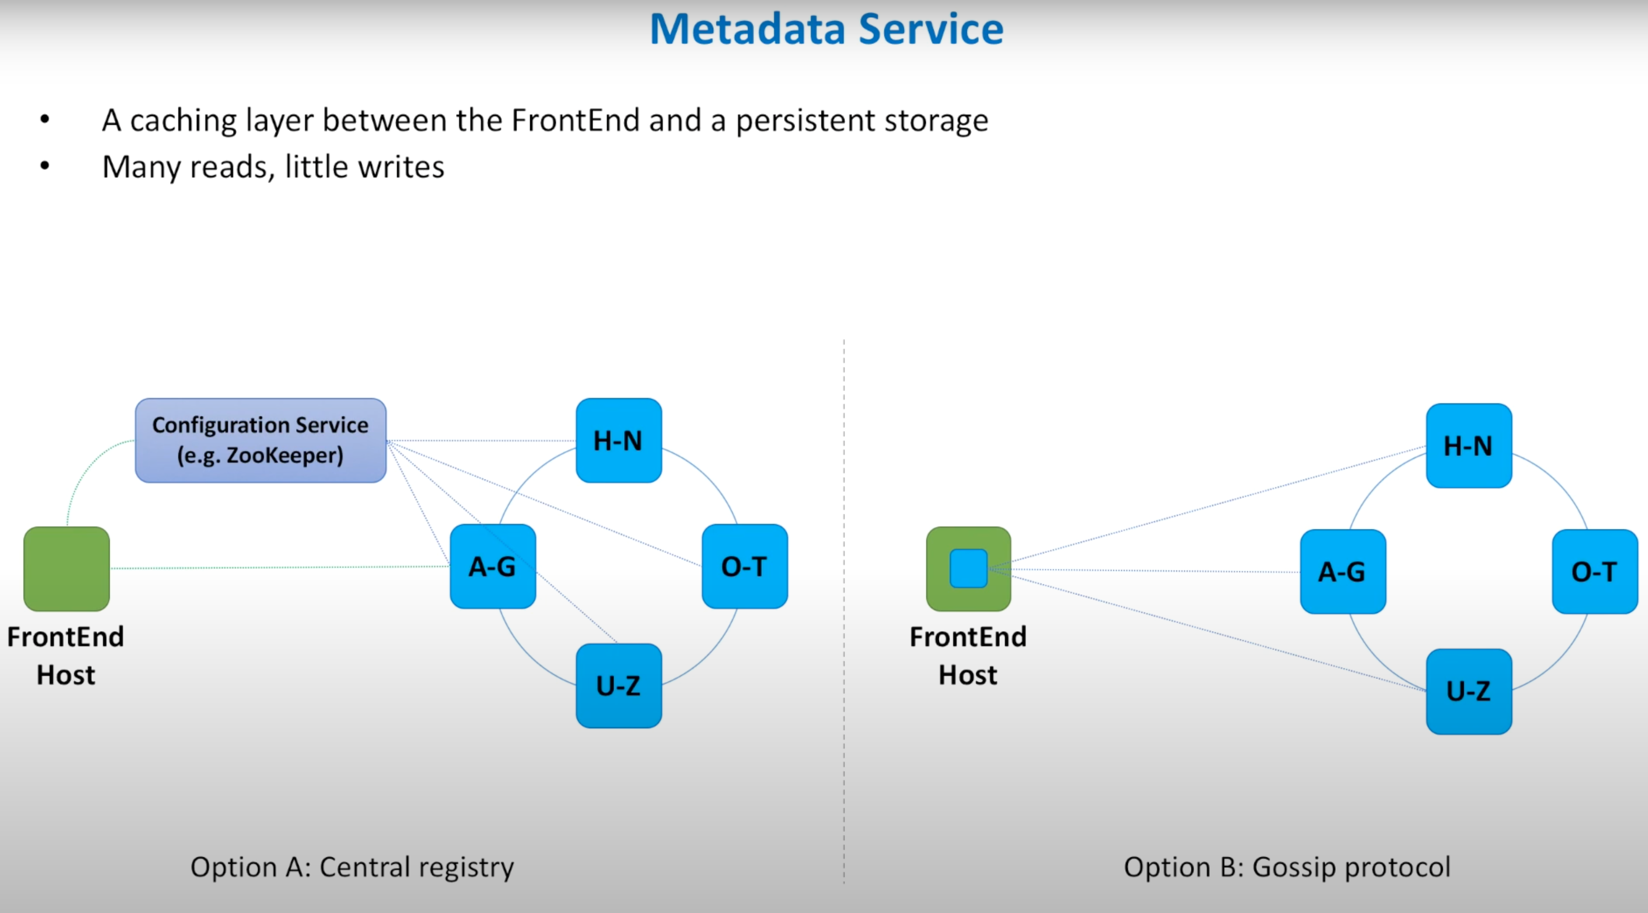 Metadata Service
• A caching layer between the FrontEnd and a persistent storage
• Many reads, little writes
Configuration Service
(e.g. ZooKeeper)
H-N
A-G
O-T
U-Z
FrontEnd
Host
Option A: Central registry
H-N
A-G
O-T
U-Z
FrontEnd
Host
Option B: Gossip protocol